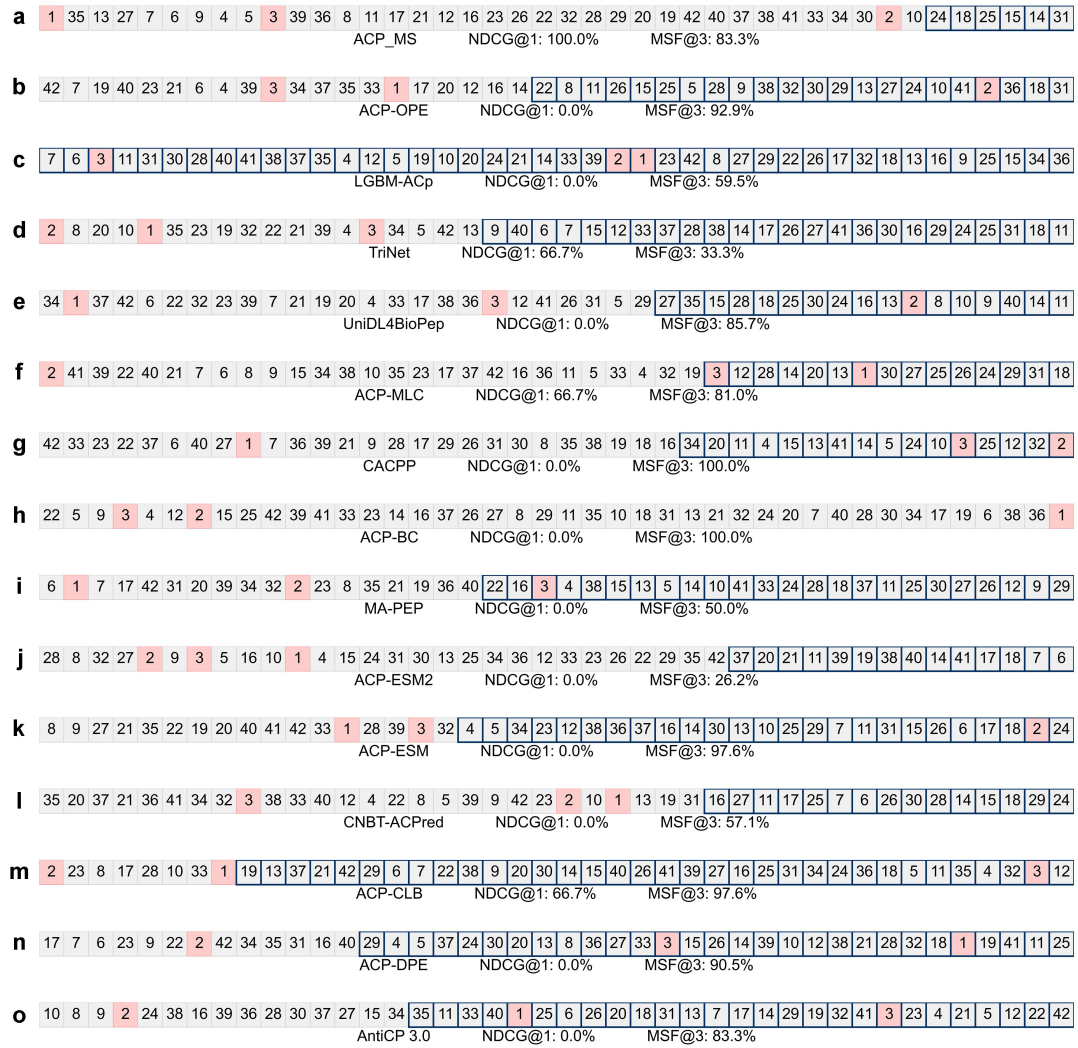 a 1 35 13 27 7 6 9 4 5 3 39 36 8 11 17 21 12 16 23 26 22 32 28 29 20 19 40 42 37 41 38 33 34 30 2 10 24 18 25 15 14 31
ACP_MS NDCG@1: 100.0% MSF@3: 83.3%
b 42 7 19 40 23 21 6 4 39 3 34 37 35 33 1 17 20 12 16 14 22 8 11 26 15 25 5 28 9 38 32 30 29 13 27 24 10 41 2 36 18 31
ACP-OPE NDCG@1: 0.0% MSF@3: 92.9%
c 7 6 3 11 31 30 28 40 41 38 37 35 4 12 5 19 10 20 24 21 14 33 39 2 1 23 42 8 27 29 22 26 17 32 18 13 16 9 25 15 34 36
LGBM-ACp NDCG@1: 0.0% MSF@3: 59.5%
d 2 8 20 10 1 35 23 19 32 22 21 39 4 3 34 5 42 13 9 40 6 7 15 12 33 37 28 38 14 17 26 27 41 36 30 16 29 24 25 31 18 11
TriNet NDCG@1: 66.7% MSF@3: 33.3%
e 34 1 37 42 6 22 32 23 39 7 21 19 20 4 33 17 38 36 3 12 41 26 31 5 29 27 35 15 28 18 25 30 24 16 13 2 8 10 9 40 14 11
UniDL4BioPep NDCG@1: 0.0% MSF@3: 85.7%
f 2 41 39 22 40 21 7 6 8 9 15 34 38 10 35 23 17 37 42 16 36 11 5 33 4 32 19 3 12 28 14 20 13 1 30 27 25 26 24 29 31 18
ACP-MLC NDCG@1: 66.7% MSF@3: 81.0%
g 42 33 23 22 37 6 40 27 1 7 36 39 21 9 28 17 29 26 31 30 8 35 38 19 18 16 34 20 11 4 15 13 41 14 5 24 10 3 25 12 32 2
CACPP NDCG@1: 0.0% MSF@3: 100.0%
h 22 5 9 3 4 12 2 15 25 42 39 41 33 23 14 16 37 26 27 8 29 11 35 10 18 31 13 21 32 24 20 7 40 28 30 34 17 19 6 38 36 1
ACP-BC NDCG@1: 0.0% MSF@3: 100.0%
i 6 1 7 17 42 31 20 39 34 32 2 23 8 35 21 19 36 40 22 16 3 4 38 15 13 5 14 10 41 33 24 28 18 37 11 25 30 27 26 12 9 29
MA-PEP NDCG@1: 0.0% MSF@3: 50.0%
j 28 8 32 27 2 9 3 5 16 10 1 4 15 24 31 30 13 25 34 36 12 33 23 26 22 29 35 42 37 20 21 11 39 19 38 40 14 41 17 18 7 6
ACP-ESM2 NDCG@1: 0.0% MSF@3: 26.2%
k 8 9 27 21 35 22 19 20 40 41 42 33 1 28 39 3 32 4 5 34 23 12 38 36 37 16 14 30 13 10 25 29 7 11 31 15 26 6 17 18 2 24
ACP-ESM NDCG@1: 0.0% MSF@3: 97.6%
l 35 20 37 21 36 41 34 32 3 38 33 40 12 4 22 8 5 39 9 42 23 2 10 1 13 19 31 16 27 11 17 25 7 6 26 30 28 14 15 18 29 24
CNBT-ACPred NDCG@1: 0.0% MSF@3: 57.1%
m 2 23 8 17 28 10 33 1 19 13 37 21 42 29 6 7 22 38 9 20 30 14 15 40 26 41 39 27 16 25 31 34 24 36 18 5 11 35 4 32 3 12
ACP-CLB NDCG@1: 66.7% MSF@3: 97.6%
n 17 7 6 23 9 22 2 42 34 35 31 16 40 29 4 5 37 24 30 20 13 8 36 27 33 3 15 26 14 39 10 12 38 21 28 32 18 1 19 41 11 25
ACP-DPE NDCG@1: 0.0% MSF@3: 90.5%
o 10 8 9 2 24 38 16 39 36 28 30 37 27 15 34 35 11 33 40 1 25 6 26 20 18 31 13 7 17 14 29 19 32 41 3 23 4 21 5 12 22 42
AntiCP 3.0 NDCG@1: 0.0% MSF@3: 83.3%